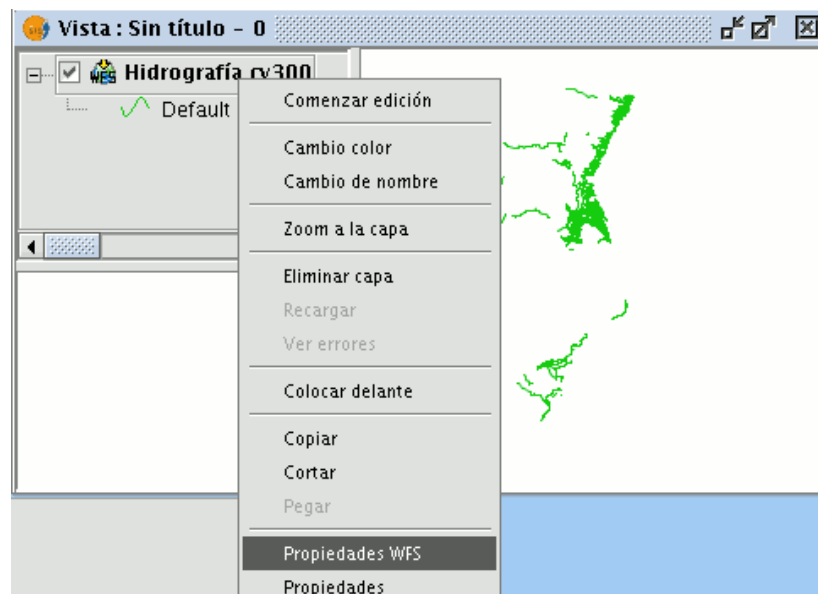 Vista : Sin título - 0
Hidrografía cv300
Default
Comenzar edición
Cambio color
Cambio de nombre
Zoom a la capa
Eliminar capa
Recargar
Ver errores
Colocar delante
Copiar
Cortar
Pegar
Propiedades WFS
Propiedades